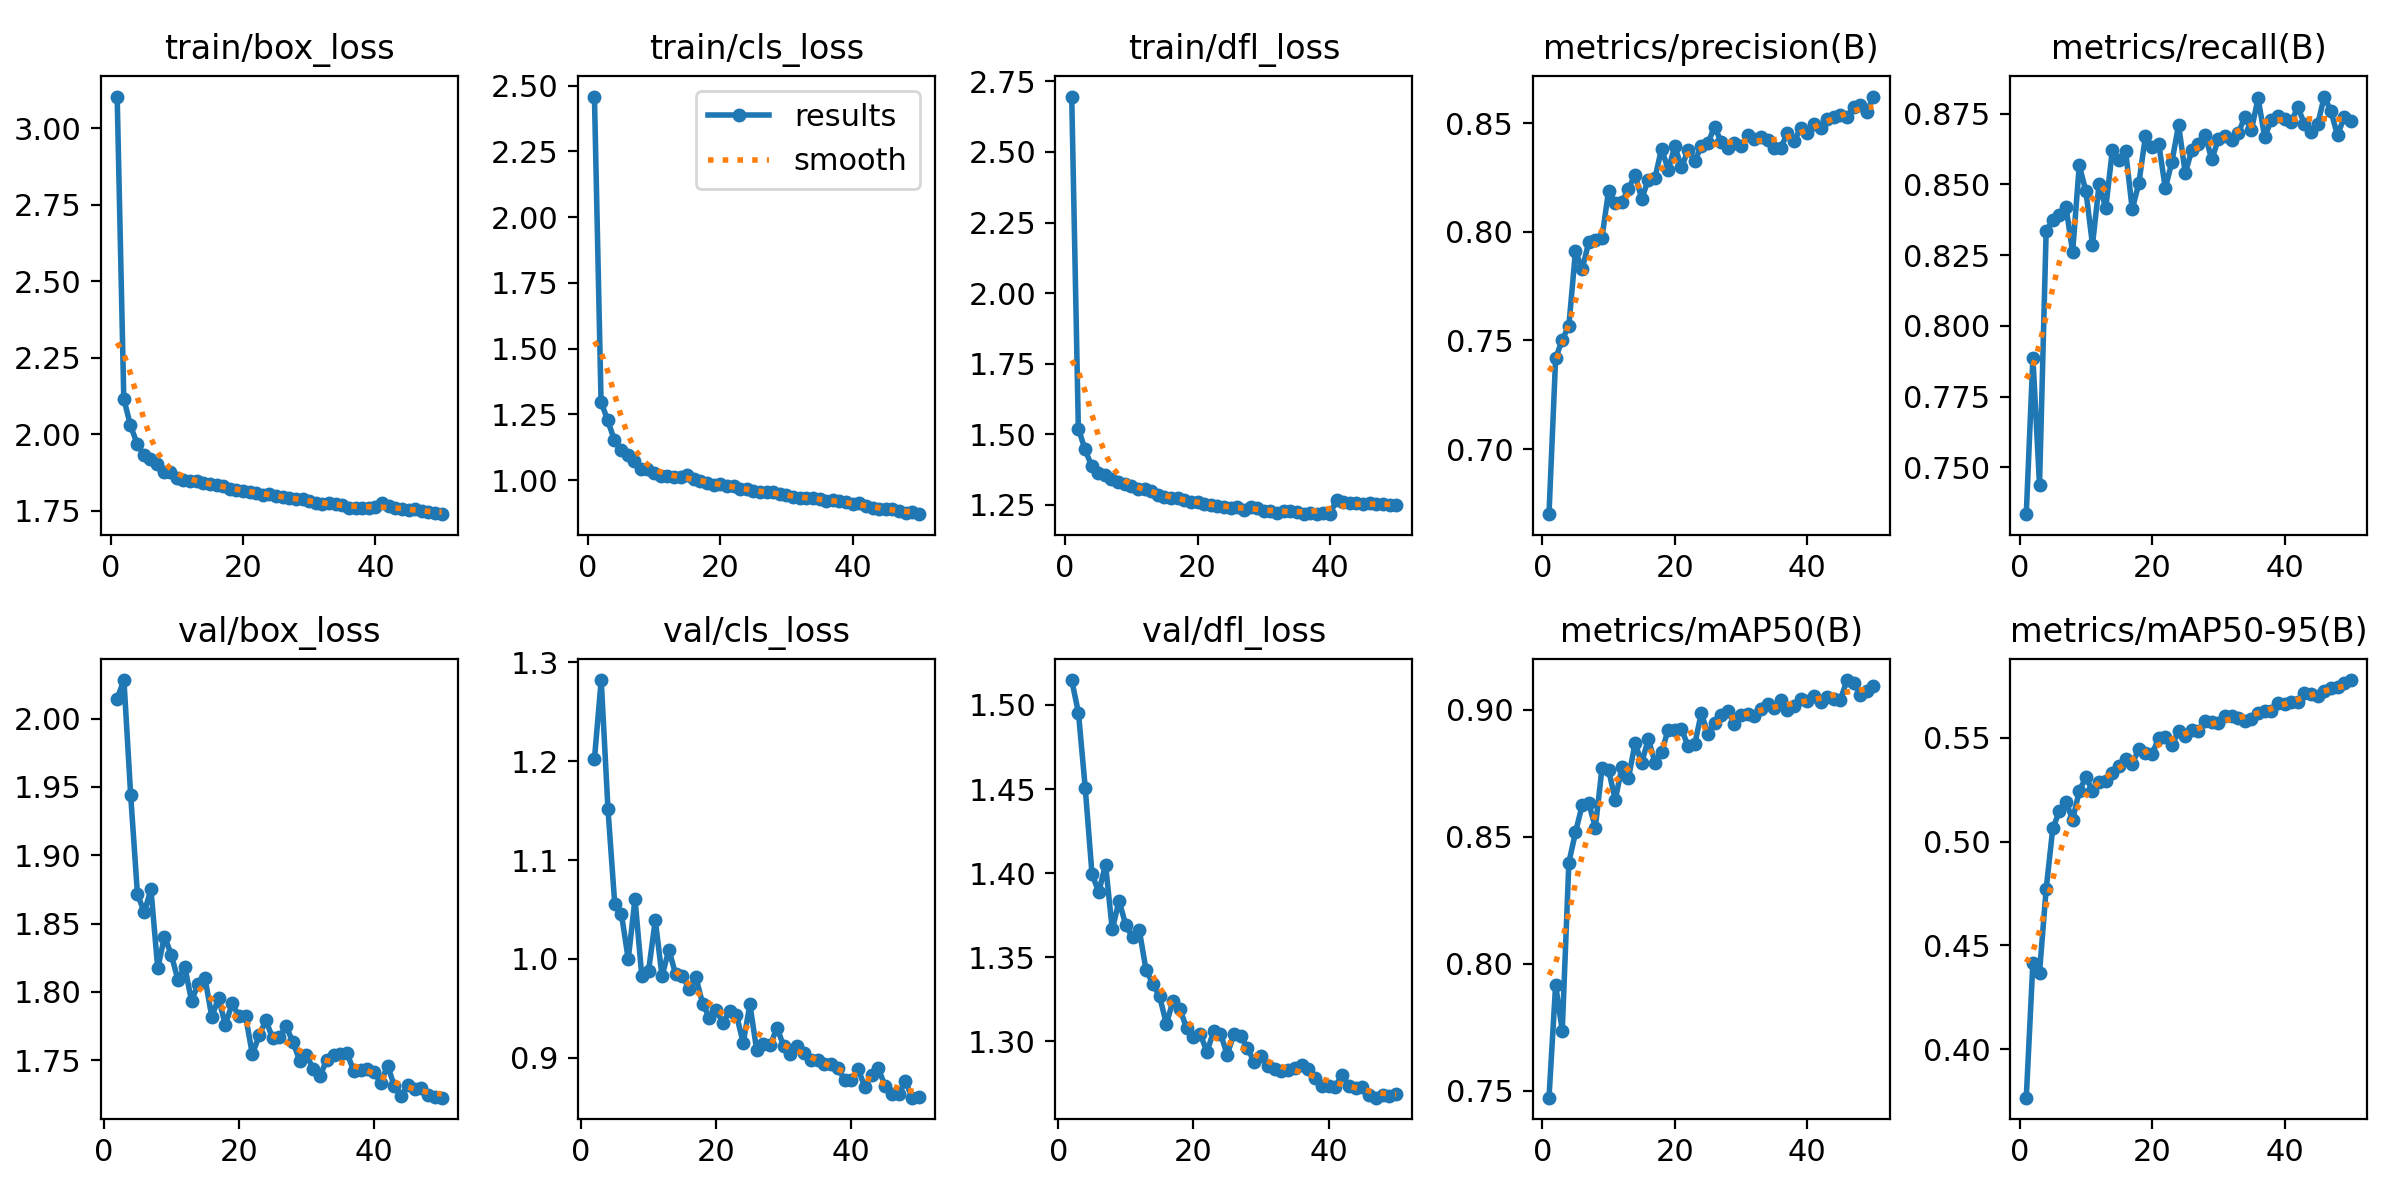 train/box_loss
3.00
2.75
2.50
2.25
2.00
1.75
0 20 40
train/cls_loss
results
smooth
2.50
2.25
2.00
1.75
1.50
1.25
1.00
0 20 40
train/dfl_loss
2.75
2.50
2.25
2.00
1.75
1.50
1.25
0 20 40
metrics/precision(B)
0.85
0.80
0.75
0.70
0 20 40
metrics/recall(B)
0.875
0.850
0.825
0.800
0.775
0.750
0 20 40
val/box_loss
2.00
1.95
1.90
1.85
1.80
1.75
0 20 40
val/cls_loss
1.3
1.2
1.1
1.0
0.9
0 20 40
val/dfl_loss
1.50
1.45
1.40
1.35
1.30
0 20 40
metrics/mAP50(B)
0.90
0.85
0.80
0.75
0 20 40
metrics/mAP50-95(B)
0.55
0.50
0.45
0.40
0 20 40